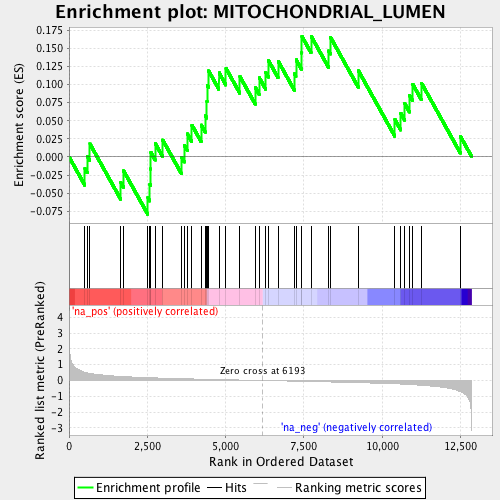 Enrichment plot: MITOCHONDRIAL_LUMEN
Enrichment score (ES)
0.175
0.150
0.125
0.100
0.075
0.050
0.025
0.000
-0.025
-0.050
-0.075
'na_pos' (positively correlated)
Ranked list metric (PreRanked)
4
3
2
1
0
-1
-2
-3
Zero cross at 6193
'na_neg' (negatively correlated)
0
2,500
5,000
7,500
10,000
12,500
Rank in Ordered Dataset
Enrichment profile
Hits
Ranking metric scores